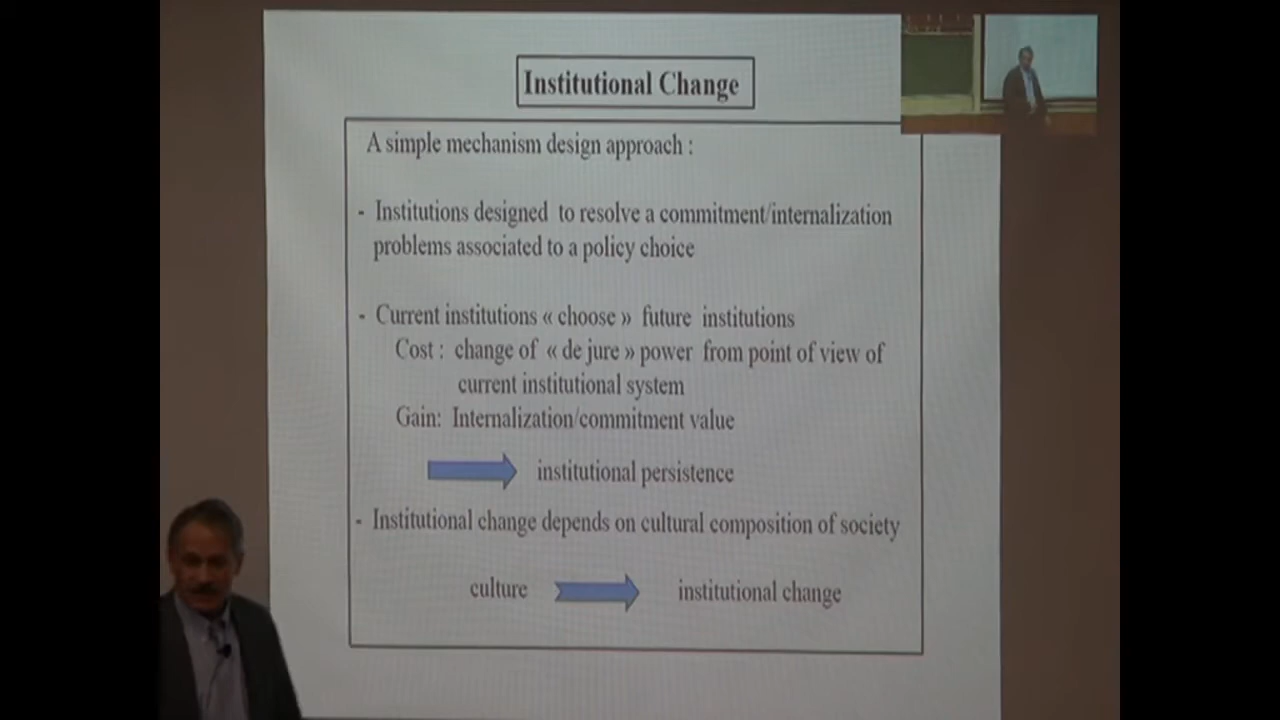 Institutional Change
A simple mechanism design approach :
- Institutions designed to resolve a commitment/internalization
problems associated to a policy choice
- Current institutions « choose » future institutions
Cost : change of « de jure » power from point of view of
current institutional system
Gain: Internalization/commitment value
institutional persistence
- Institutional change depends on cultural composition of society
culture
institutional change